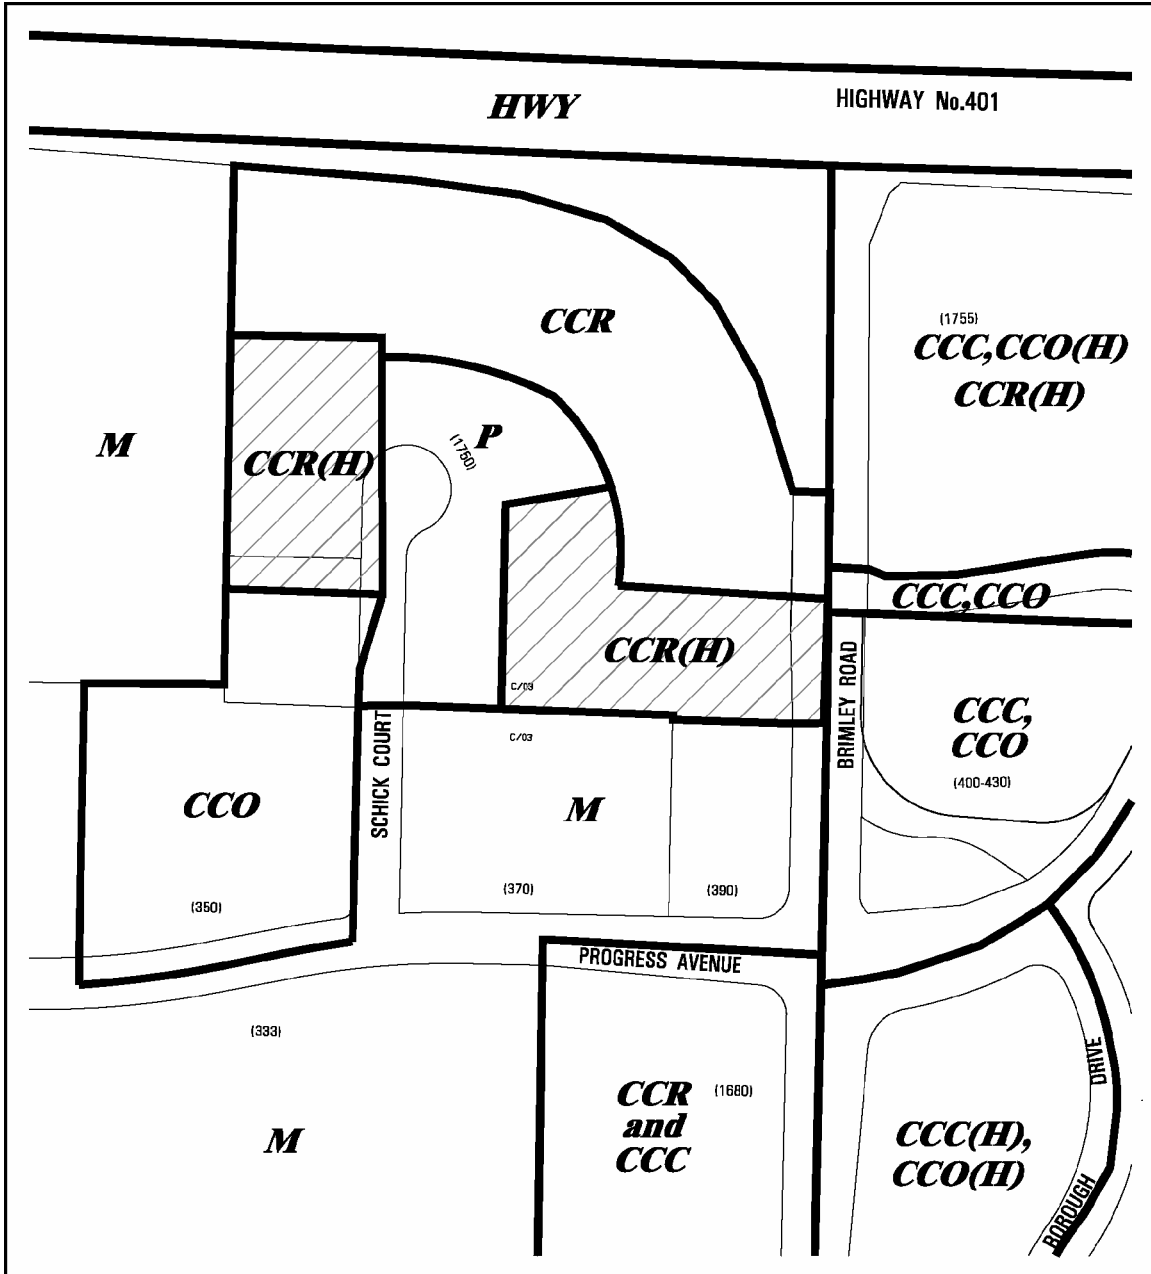 HWY
HIGHWAY No.401
CCR
(1755)
CCC,CCO(H)
CCR(H)
M
CCR(H)
P
(1750)
CCC,CCO
CCR(H)
C/03
C/03
BRIMLEY ROAD
CCC,
CCO
(400-430)
SCHICK COURT
CCO
M
(350)
(370)
(390)
PROGRESS AVENUE
(333)
M
CCR
and
CCC
(1680)
CCC(H),
CCO(H)
BOROUGH
DRIVE